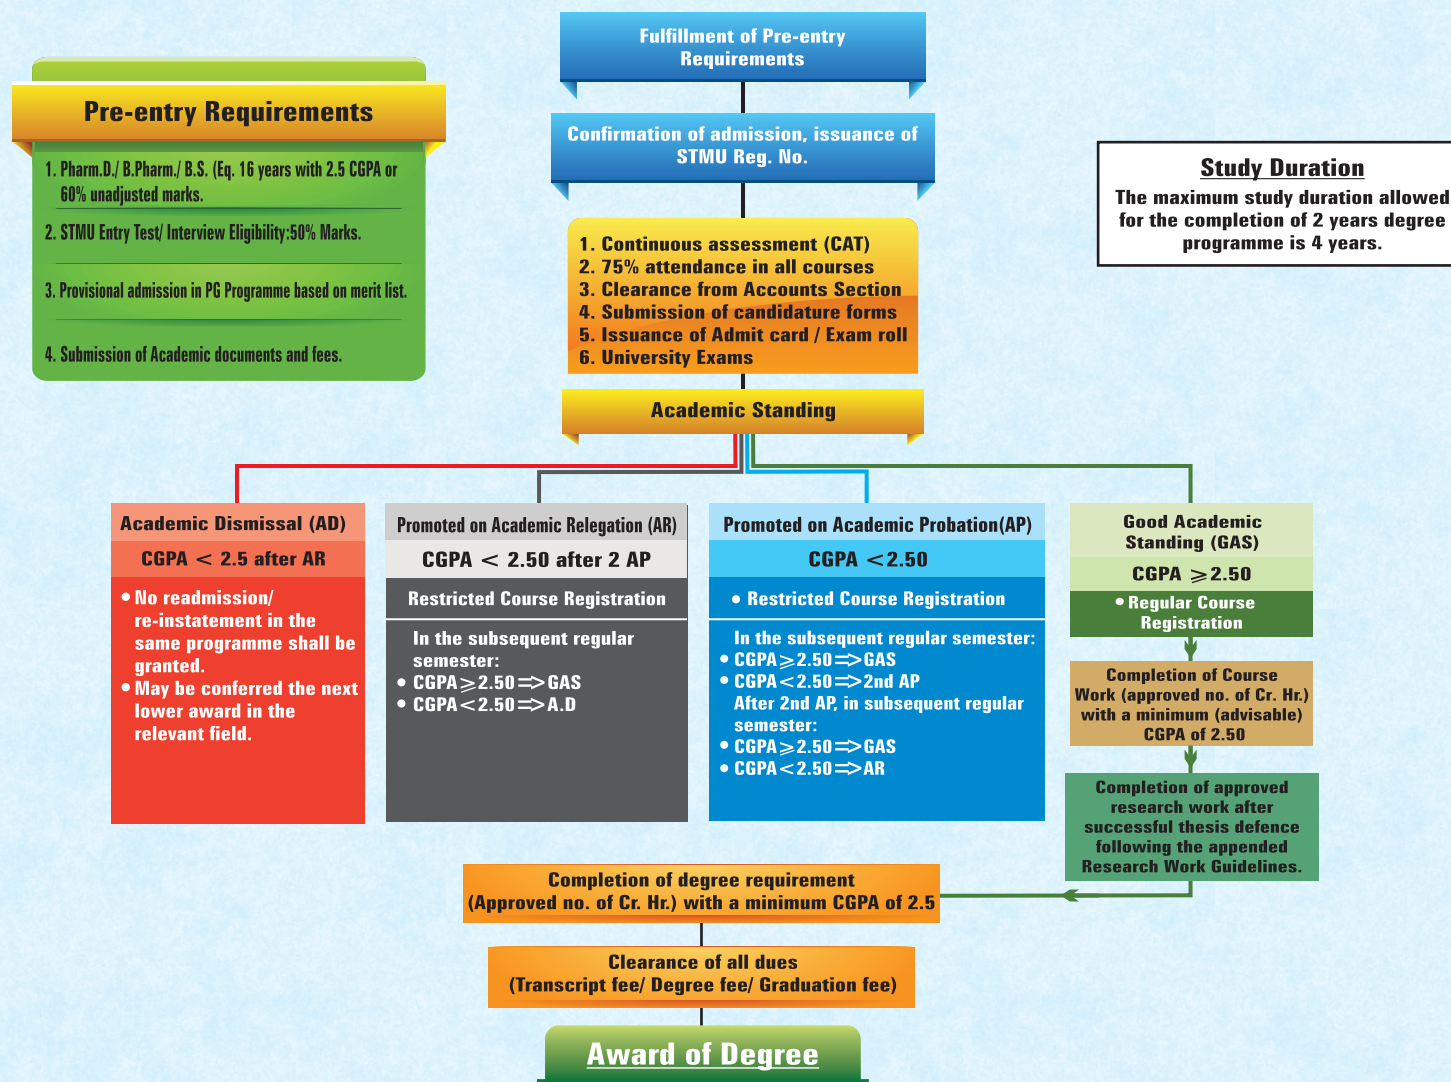 Fulfillment of Pre-entry
Requirements
Pre-entry Requirements
1. Pharm.D./ B.Pharm./ B.S. (Eq. 16 years with 2.5 CGPA or
60% unadjusted marks.
2. STMU Entry Test/ Interview Eligibility:50% Marks.
3. Provisional admission in PG Programme based on merit list.
4. Submission of Academic documents and fees.
Confirmation of admission, issuance of
STMU Reg. No.
Study Duration
The maximum study duration allowed
for the completion of 2 years degree
programme is 4 years.
1. Continuous assessment (CAT)
2. 75% attendance in all courses
3. Clearance from Accounts Section
4. Submission of candidature forms
5. Issuance of Admit card / Exam roll
6. University Exams
Academic Standing
Academic Dismissal (AD)
CGPA < 2.5 after AR
• No readmission/
re-instatement in the
same programme shall be
granted.
• May be conferred the next
lower award in the
relevant field.
Promoted on Academic Relegation (AR)
CGPA < 2.50 after 2 AP
Restricted Course Registration
In the subsequent regular
semester:
• CGPA⩾2.50=>GAS
• CGPA<2.50=>A.D
Promoted on Academic Probation(AP)
CGPA <2.50
• Restricted Course Registration
In the subsequent regular semester:
• CGPA⩾2.50=>GAS
• CGPA<2.50=>2nd AP
After 2nd AP, in subsequent regular
semester:
• CGPA⩾2.50=>GAS
• CGPA<2.50=>AR
Good Academic
Standing (GAS)
CGPA ⩾2.50
• Regular Course
Registration
Completion of Course
Work (approved no. of Cr. Hr.)
with a minimum (advisable)
CGPA of 2.50
Completion of approved
research work after
successful thesis defence
following the appended
Research Work Guidelines.
Completion of degree requirement
(Approved no. of Cr. Hr.) with a minimum CGPA of 2.5
Clearance of all dues
(Transcript fee/ Degree fee/ Graduation fee)
Award of Degree